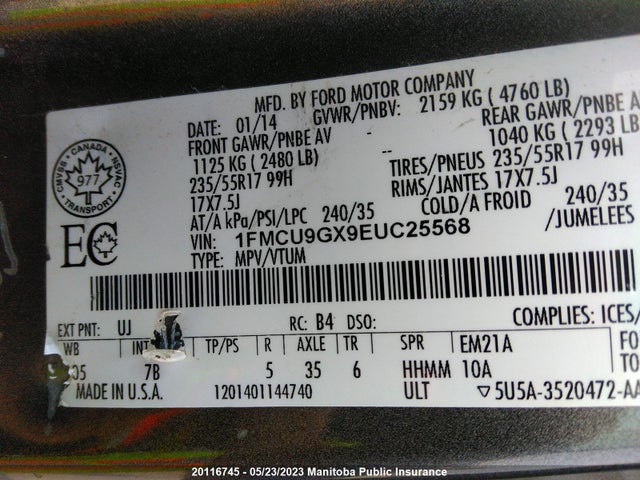 MFD. BY FORD MOTOR COMPANY
DATE: 01/14 GVWR/PNBV: 2159 KG ( 4760 LB)
FRONT GAWR/PNBE AV - REAR GAWR/PNBE
1125 KG ( 2480 LB) -- 1040 KG ( 2293 LB
235/55R17 99H TIRES/PNEUS 235/55R17 99H
17X7.5J RIMS/JANTES 17X7.5J
AT/A kPa/PSI/LPC 240/35 COLD/A FROID 240/35
VIN: 1FMCU9GX9EUC25568 /JUMELEES
TYPE: MPV/VTUM
CMVSS • CANADA • NSVAC
977
TRANSPORT
EC
EXT PNT: UJ RC: B4 DSO: COMPLIES: ICES/
WB INT TP/PS R AXLE TR SPR EM21A FO
05 7B 5 35 6 HHMM 10A TO
MADE IN U.S.A. 1201401144740 ULT ▽5U5A-3520472-AA
20116745 - 05/23/2023 Manitoba Public Insurance